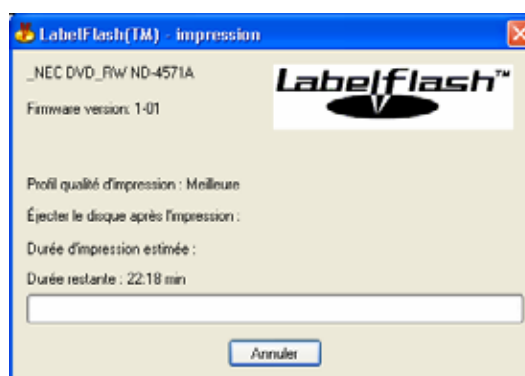 LabelFlash(TM) - impression
_NEC DVD_RW ND-4571A
Labelflash™
Firmware version: 1-01
Profil qualité d'impression : Meilleure
Éjecter le disque après l'impression :
Durée d'impression estimée :
Durée restante : 22:18 min
Annuler